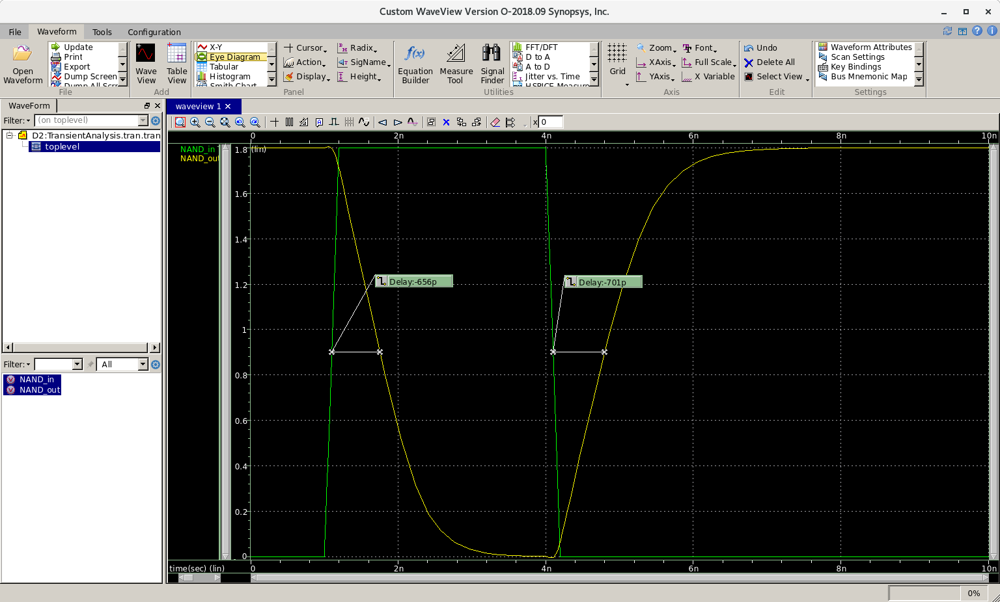 Custom WaveView Version O-2018.09 Synopsys, Inc.
File Waveform Tools Configuration
Open Waveform
Update
Print
Export
Dump Screen
Dump All Scr
File
Wave View
Table View
Add
X-Y
Eye Diagram
Tabular
Histogram
Smith Chart
Cursor
Action
Display
Radix
SigName
Height
Panel
Equation Builder
Measure Tool
Signal Finder
FFT/DFT
D to A
A to D
Jitter vs. Time
HSPICE Measur
Utilities
Grid
Zoom
XAxis
YAxis
Font
Full Scale
X Variable
Axis
Undo
Delete All
Select View
Edit
Waveform Attributes
Scan Settings
Key Bindings
Bus Mnemonic Map
Settings
WaveForm
Filter: (on toplevel)
D2:TransientAnalysis.tran.tran
toplevel
Filter: All
NAND_in
NAND_out
waveview 1
x 0
0 2n 4n 6n 8n 10n
NAND_in
NAND_out
(lin)
1.8
1.6
1.4
1.2
1
0.8
0.6
0.4
0.2
0
Delay:-656p
Delay:-701p
time(sec) (lin) 0 2n 4n 6n 8n 10n
0%